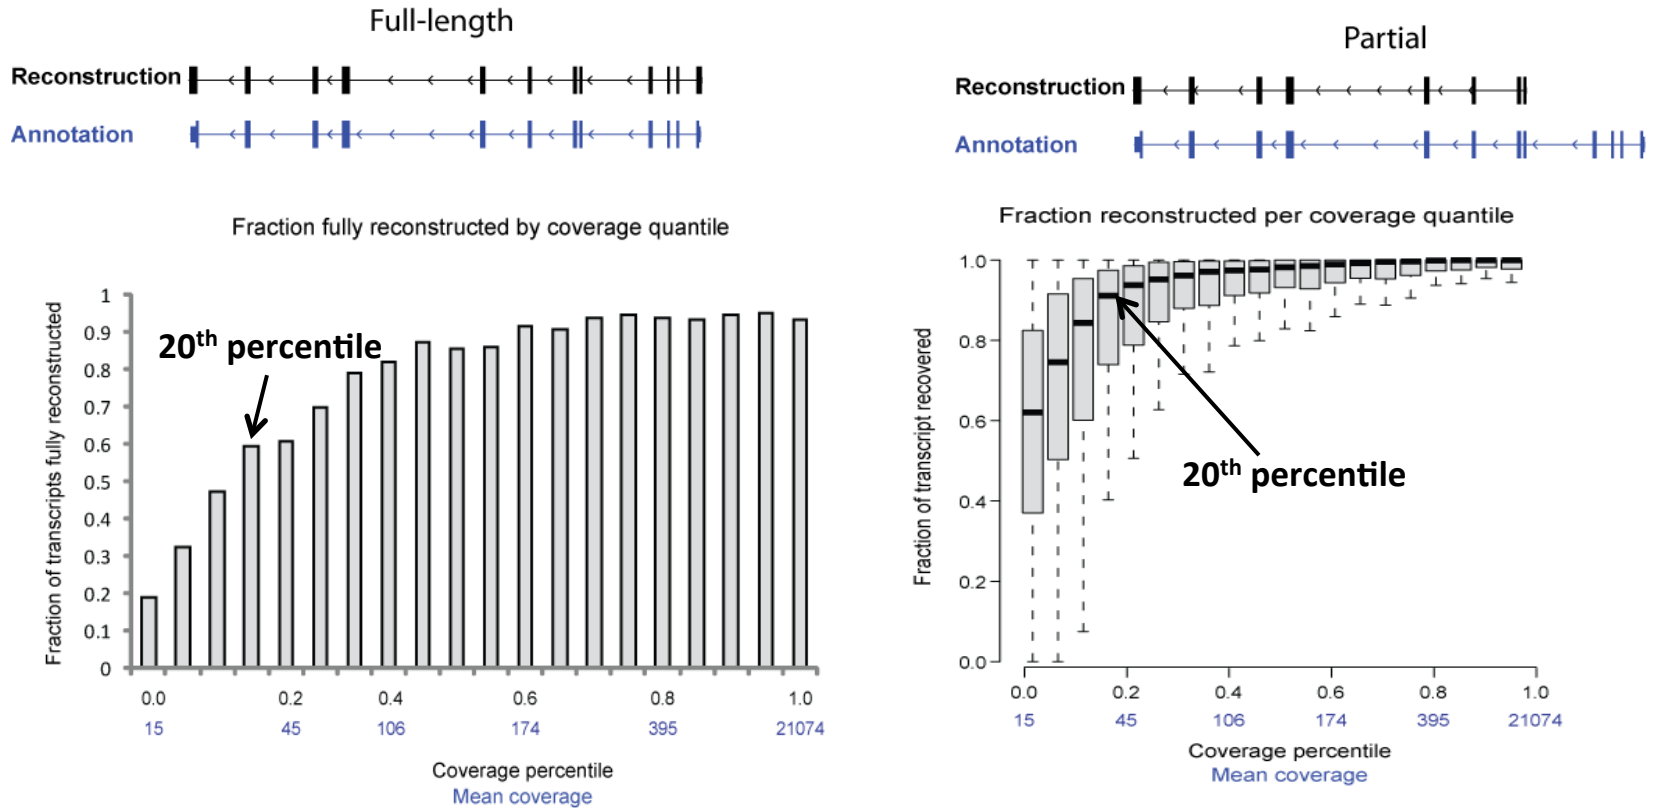 Full-length
Reconstruction
Annotation
Fraction fully reconstructed by coverage quantile
Fraction of transcripts fully reconstructed
1
0.9
0.8
0.7
0.6
0.5
0.4
0.3
0.2
0.1
0
20th percentile
0.0 0.2 0.4 0.6 0.8 1.0
15 45 106 174 395 21074
Coverage percentile
Mean coverage
Partial
Reconstruction
Annotation
Fraction reconstructed per coverage quantile
Fraction of transcript recovered
1.0
0.8
0.6
0.4
0.2
0.0
20th percentile
0.0 0.2 0.4 0.6 0.8 1.0
15 45 106 174 395 21074
Coverage percentile
Mean coverage